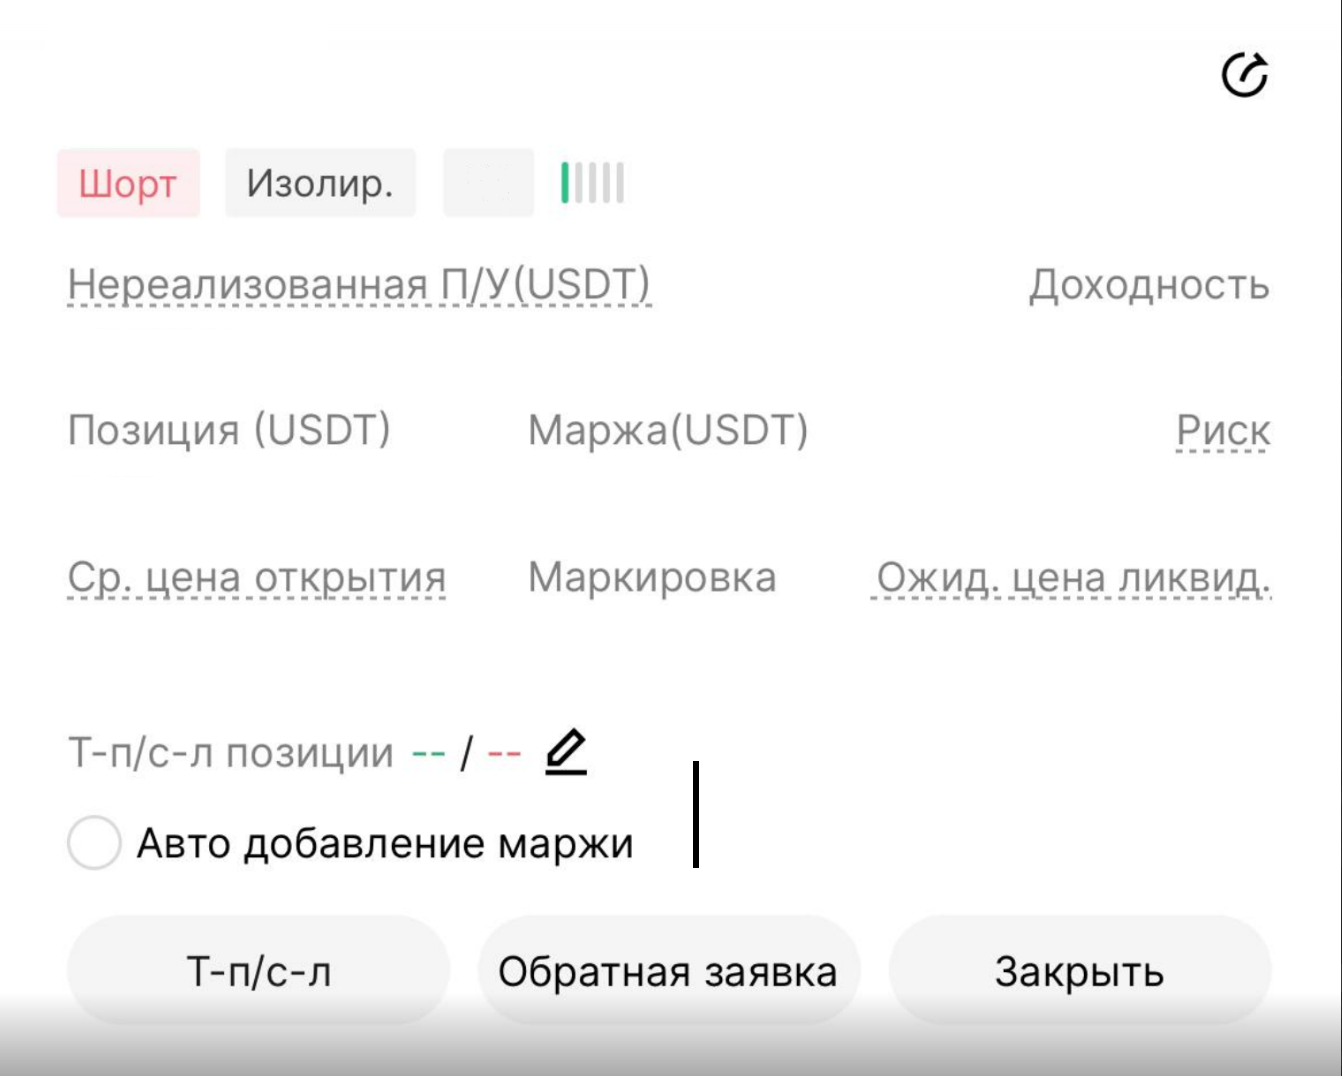 Шорт Изолир.
Нереализованная П/У(USDT) Доходность
Позиция (USDT) Маржа(USDT) Риск
Ср. цена открытия Маркировка Ожид. цена ликвид.
Т-п/с-л позиции -- / --
Авто добавление маржи
Т-п/с-л Обратная заявка Закрыть